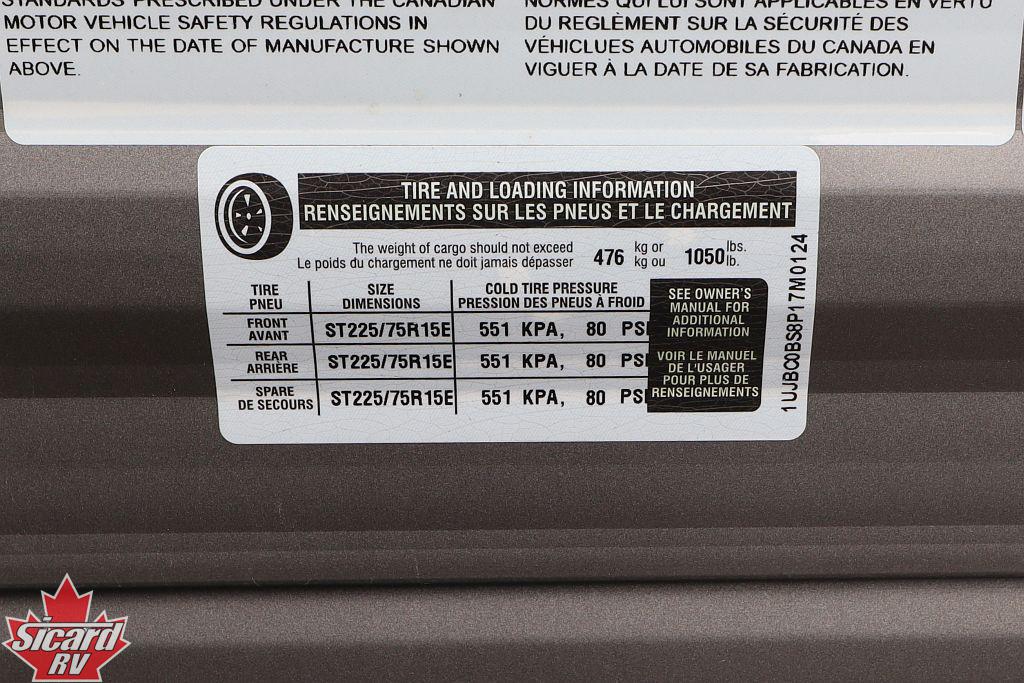 STANDARDS PRESCRIBED UNDER THE CANADIAN
MOTOR VEHICLE SAFETY REGULATIONS IN
EFFECT ON THE DATE OF MANUFACTURE SHOWN
ABOVE.
NORMES QUI LUI SONT APPLICABLES EN VERTU
DU REGLÈMENT SUR LA SÉCURITÉ DES
VÉHICLUES AUTOMOBILES DU CANADA EN
VIGUER À LA DATE DE SA FABRICATION.
TIRE AND LOADING INFORMATION
RENSEIGNEMENTS SUR LES PNEUS ET LE CHARGEMENT
The weight of cargo should not exceed
Le poids du chargement ne doit jamais dépasser
476 kg or
kg ou
1050 lbs.
lb.
TIRE
PNEU
SIZE
DIMENSIONS
COLD TIRE PRESSURE
PRESSION DES PNEUS À FROID
FRONT
AVANT
ST225/75R15E 551 KPA, 80 PSI
REAR
ARRIÈRE
ST225/75R15E 551 KPA, 80 PSI
SPARE
DE SECOURS
ST225/75R15E 551 KPA, 80 PSI
SEE OWNER'S
MANUAL FOR
ADDITIONAL
INFORMATION
VOIR LE MANUEL
DE L'USAGER
POUR PLUS DE
RENSEIGNEMENTS
1UJBC0BS8P17M0124
Sicard
RV